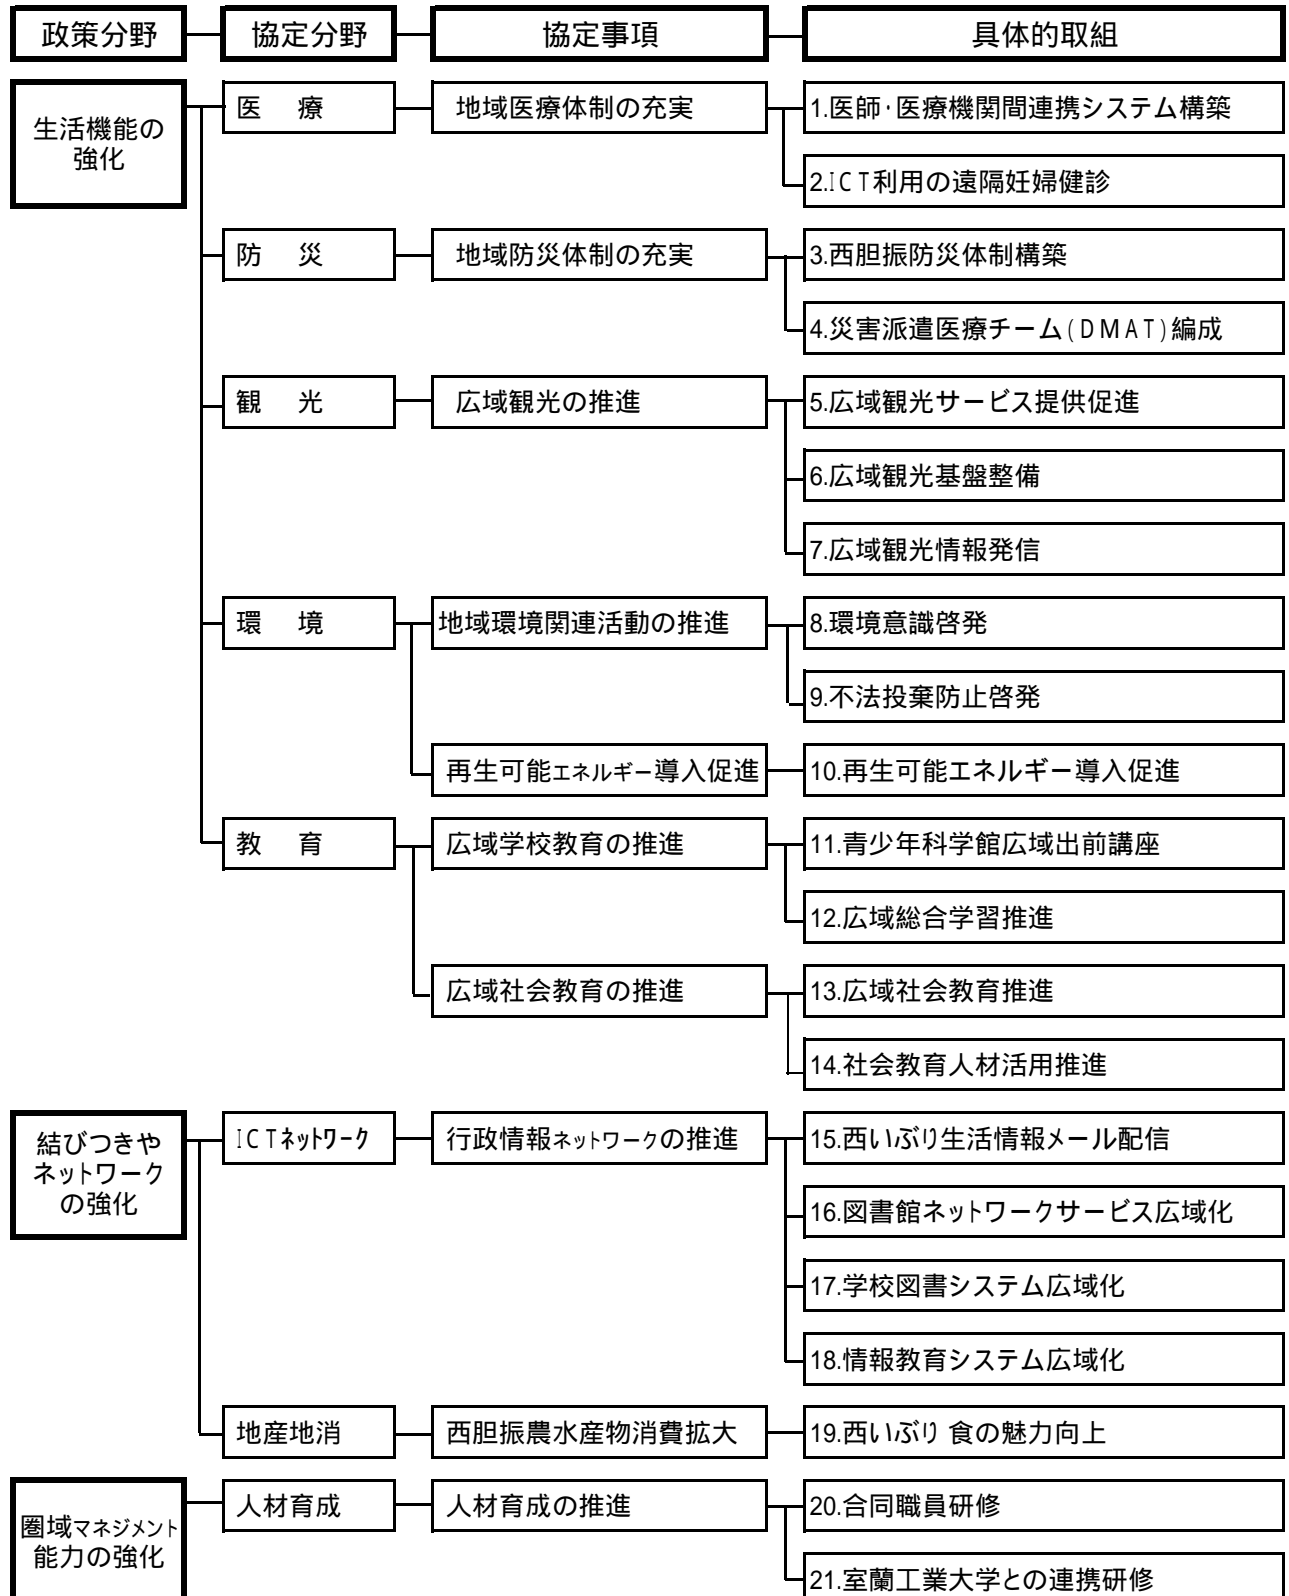 政策分野 協定分野 協定事項 具体的取組
生活機能の
強化
医 療 地域医療体制の充実 1.医師・医療機関間連携システム構築
2.ICT利用の遠隔妊婦健診
防 災 地域防災体制の充実 3.西胆振防災体制構築
4.災害派遣医療チーム(DMAT)編成
観 光 広域観光の推進 5.広域観光サービス提供促進
6.広域観光基盤整備
7.広域観光情報発信
環 境 地域環境関連活動の推進 8.環境意識啓発
9.不法投棄防止啓発
再生可能エネルギー導入促進 10.再生可能エネルギー導入促進
教 育 広域学校教育の推進 11.青少年科学館広域出前講座
12.広域総合学習推進
広域社会教育の推進 13.広域社会教育推進
14.社会教育人材活用推進
結びつきや
ネットワーク
の強化
ICTネットワーク 行政情報ネットワークの推進 15.西いぶり生活情報メール配信
16.図書館ネットワークサービス広域化
17.学校図書システム広域化
18.情報教育システム広域化
地産地消 西胆振農水産物消費拡大 19.西いぶり 食の魅力向上
圏域マネジメント
能力の強化
人材育成 人材育成の推進 20.合同職員研修
21.室蘭工業大学との連携研修